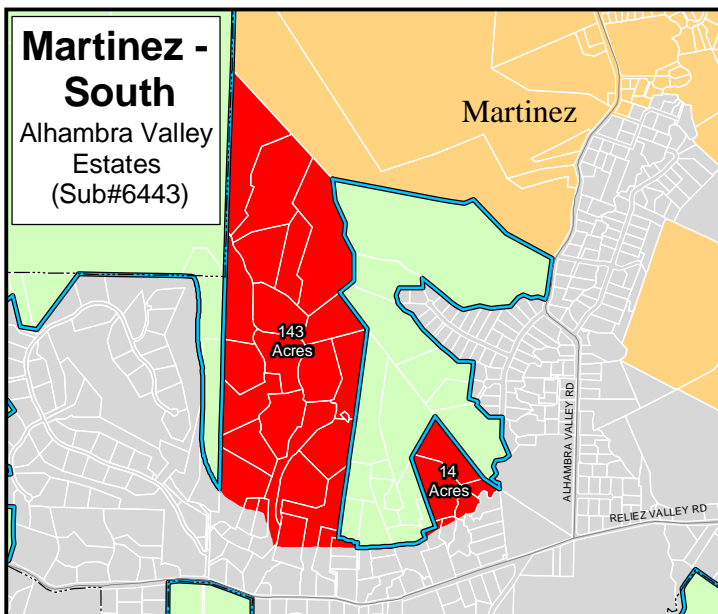 Martinez -
South
Alhambra Valley
Estates
(Sub#6443)
Martinez
143
Acres
14
Acres
ALHAMBRA VALLEY RD
RELIEZ VALLEY RD